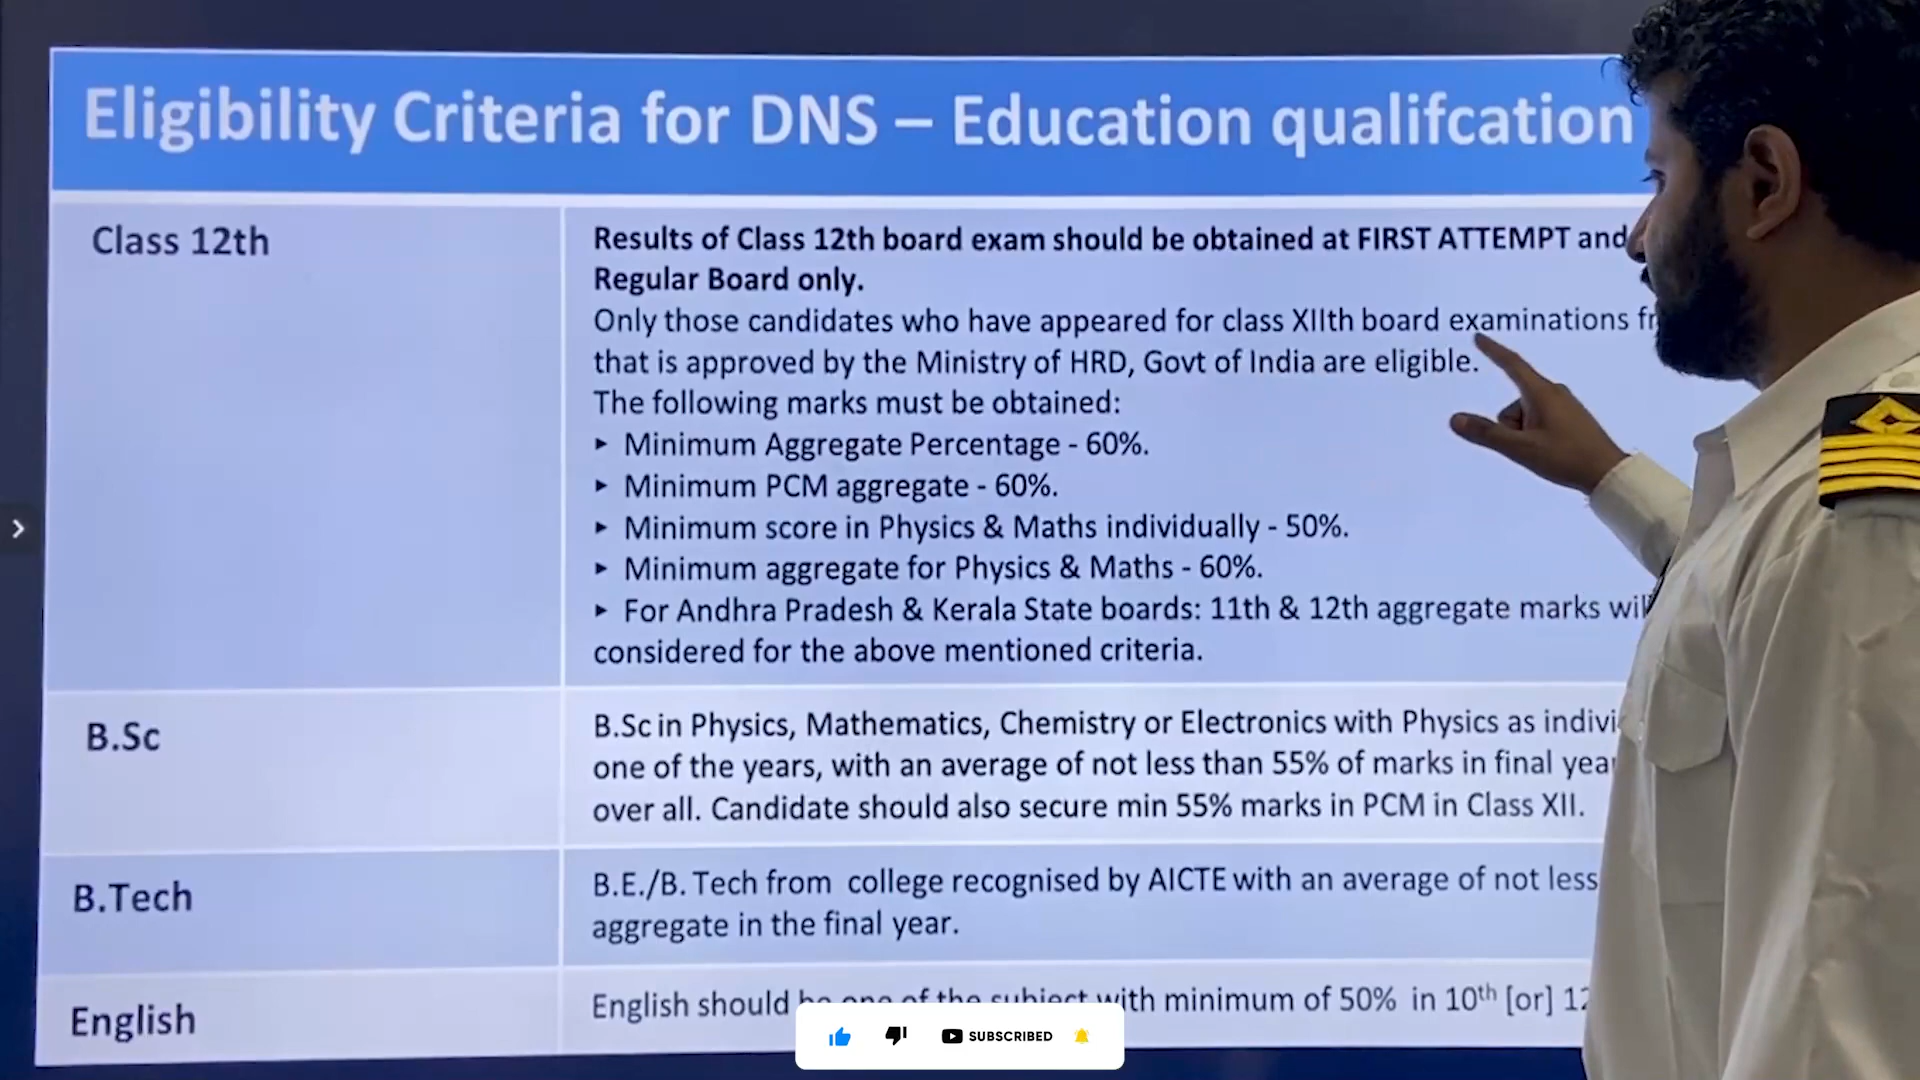 Eligibility Criteria for DNS – Education qualifcation
Class 12th
Results of Class 12th board exam should be obtained at FIRST ATTEMPT and
Regular Board only.
Only those candidates who have appeared for class XIIth board examinations
that is approved by the Ministry of HRD, Govt of India are eligible.
The following marks must be obtained:
▸ Minimum Aggregate Percentage - 60%.
▸ Minimum PCM aggregate - 60%.
▸ Minimum score in Physics & Maths individually - 50%.
▸ Minimum aggregate for Physics & Maths - 60%.
▸ For Andhra Pradesh & Kerala State boards: 11th & 12th aggregate marks
considered for the above mentioned criteria.
B.Sc
B.Sc in Physics, Mathematics, Chemistry or Electronics with Physics as
one of the years, with an average of not less than 55% of marks in final
over all. Candidate should also secure min 55% marks in PCM in Class XII.
B.Tech
B.E./B. Tech from college recognised by AICTE with an average of not less
aggregate in the final year.
English
English should be one of the subject with minimum of 50% in 10th [or]
SUBSCRIBED